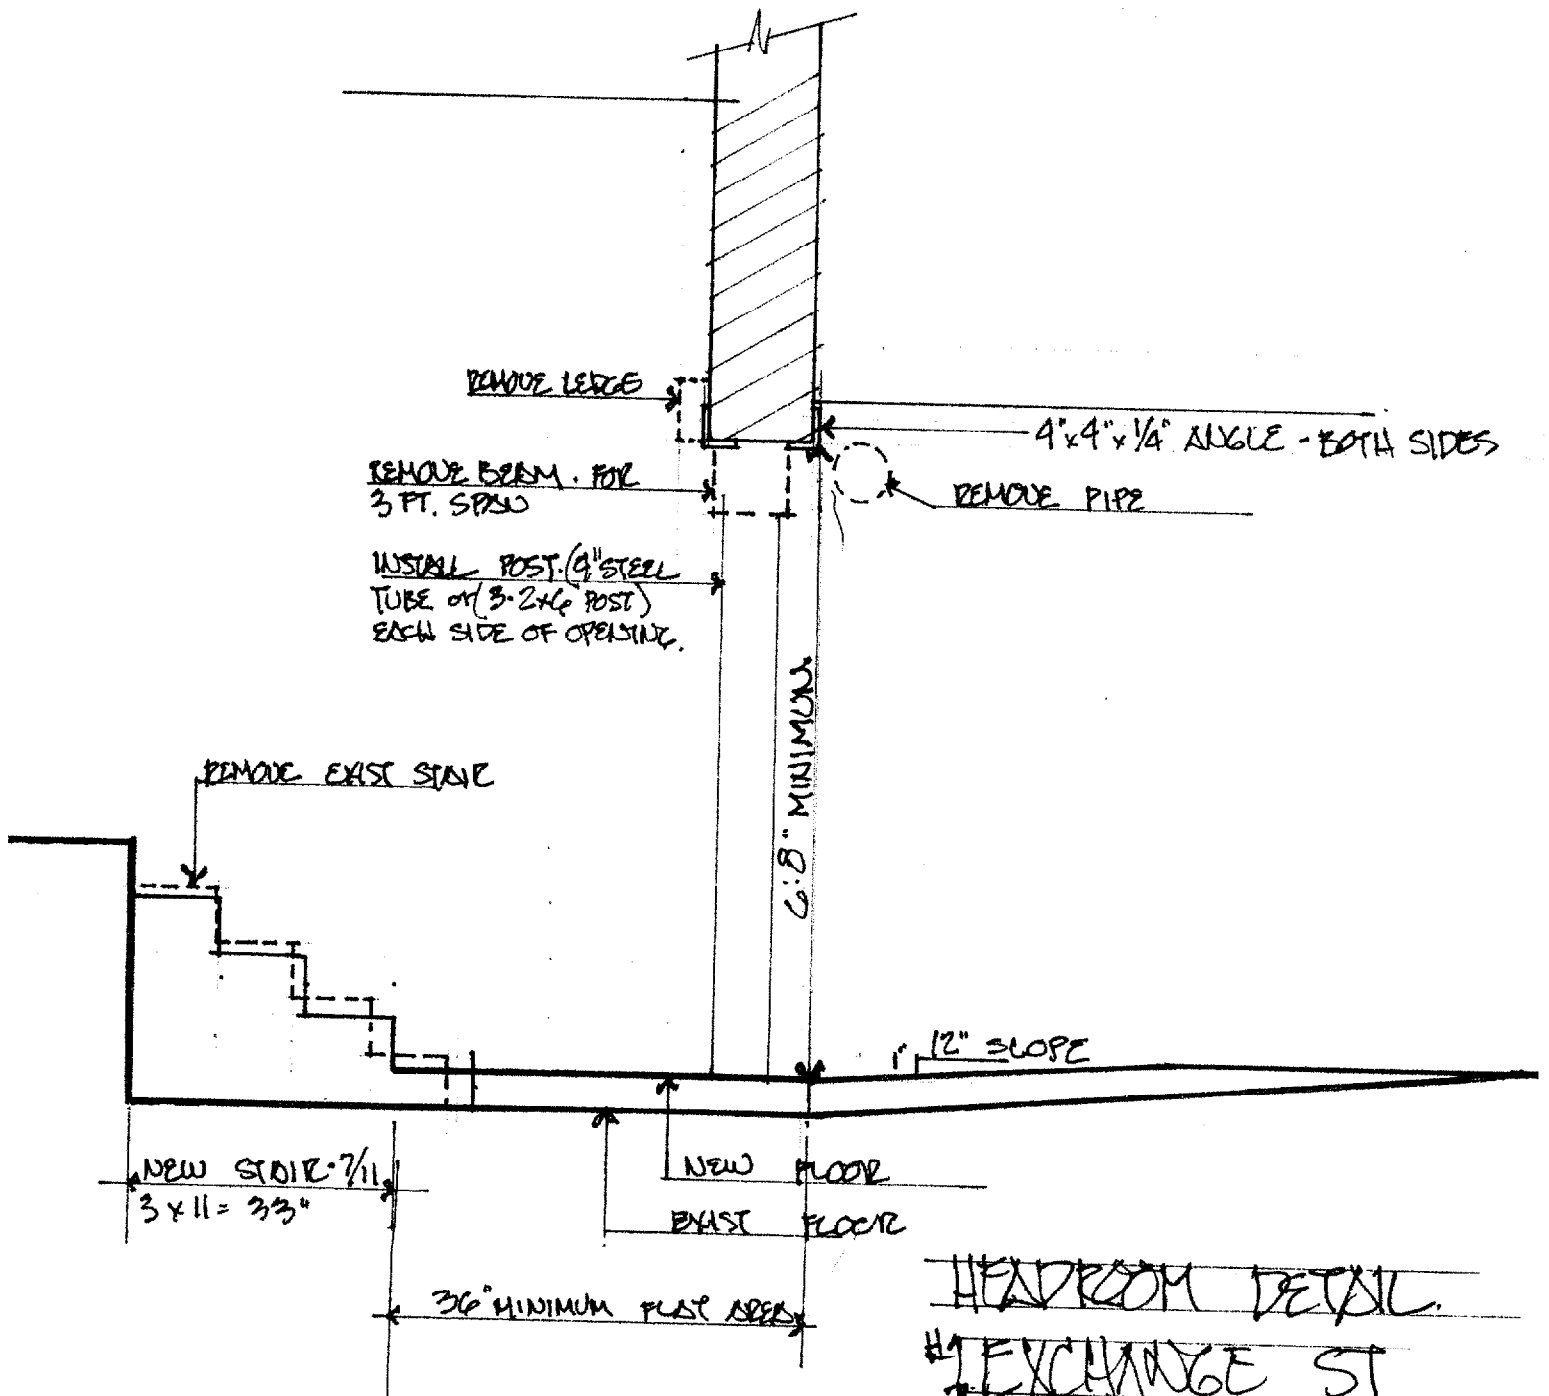 REMOVE LEDGE
4"x4"x1/4" ANGLE - BOTH SIDES
REMOVE BEAM. FOR
3 FT. SPAN
REMOVE PIPE
INSTALL POST. (4" STEEL
TUBE or (3-2x6 POST)
EACH SIDE OF OPENING.
6'-8" MINIMUM
REMOVE EXIST STAIR
1" 12" SLOPE
NEW STAIR - 7/11
3 x 11 = 33"
NEW FLOOR
EXIST FLOOR
36" MINIMUM FLAT AREA
HEADROOM DETAIL.
#1 EXCHANGE ST